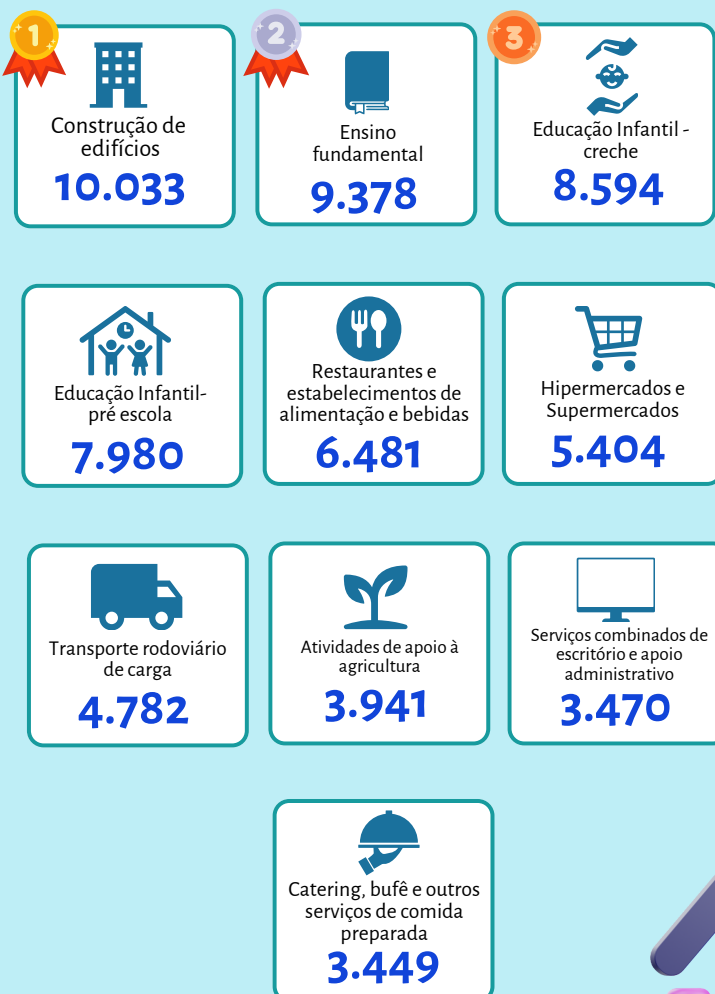 1
Construção de
edifícios
10.033
2
Ensino
fundamental
9.378
3
Educação Infantil -
creche
8.594
Educação Infantil-
pré escola
7.980
Restaurantes e
estabelecimentos de
alimentação e bebidas
6.481
Hipermercados e
Supermercados
5.404
Transporte rodoviário
de carga
4.782
Atividades de apoio à
agricultura
3.941
Serviços combinados de
escritório e apoio
administrativo
3.470
Catering, bufê e outros
serviços de comida
preparada
3.449